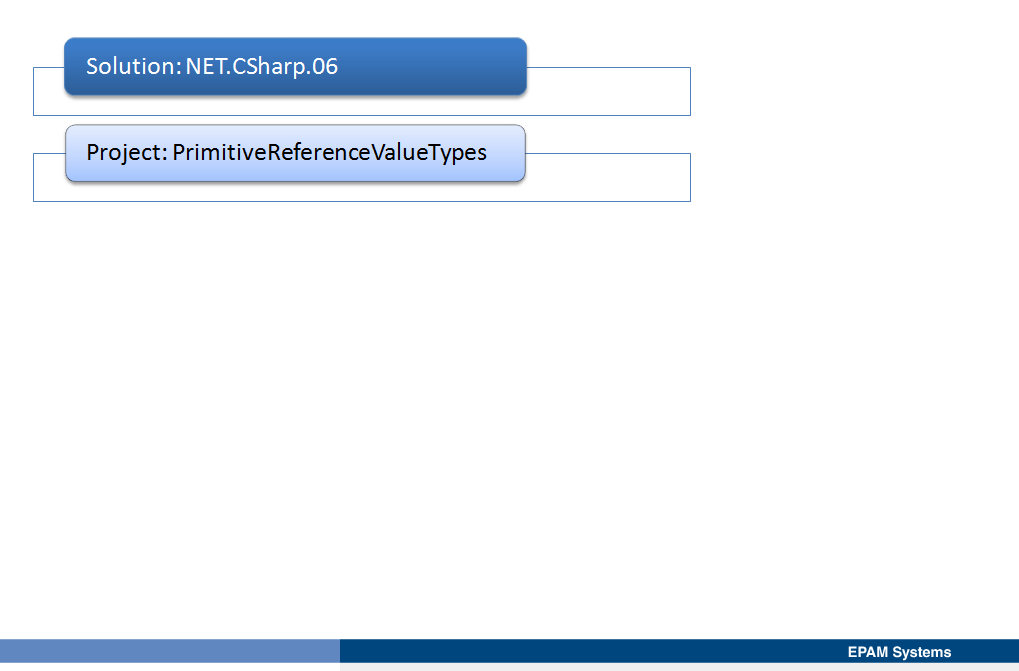 Solution: NET.CSharp.06
Project: PrimitiveReferenceValueTypes
EPAM Systems